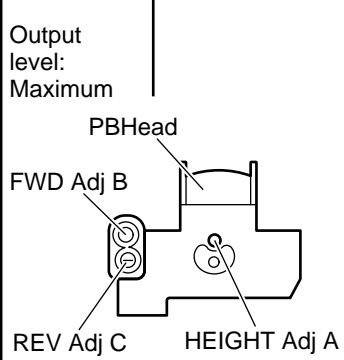 Output
level:
Maximum
PBHead
FWD Adj B
REV Adj C
HEIGHT Adj A